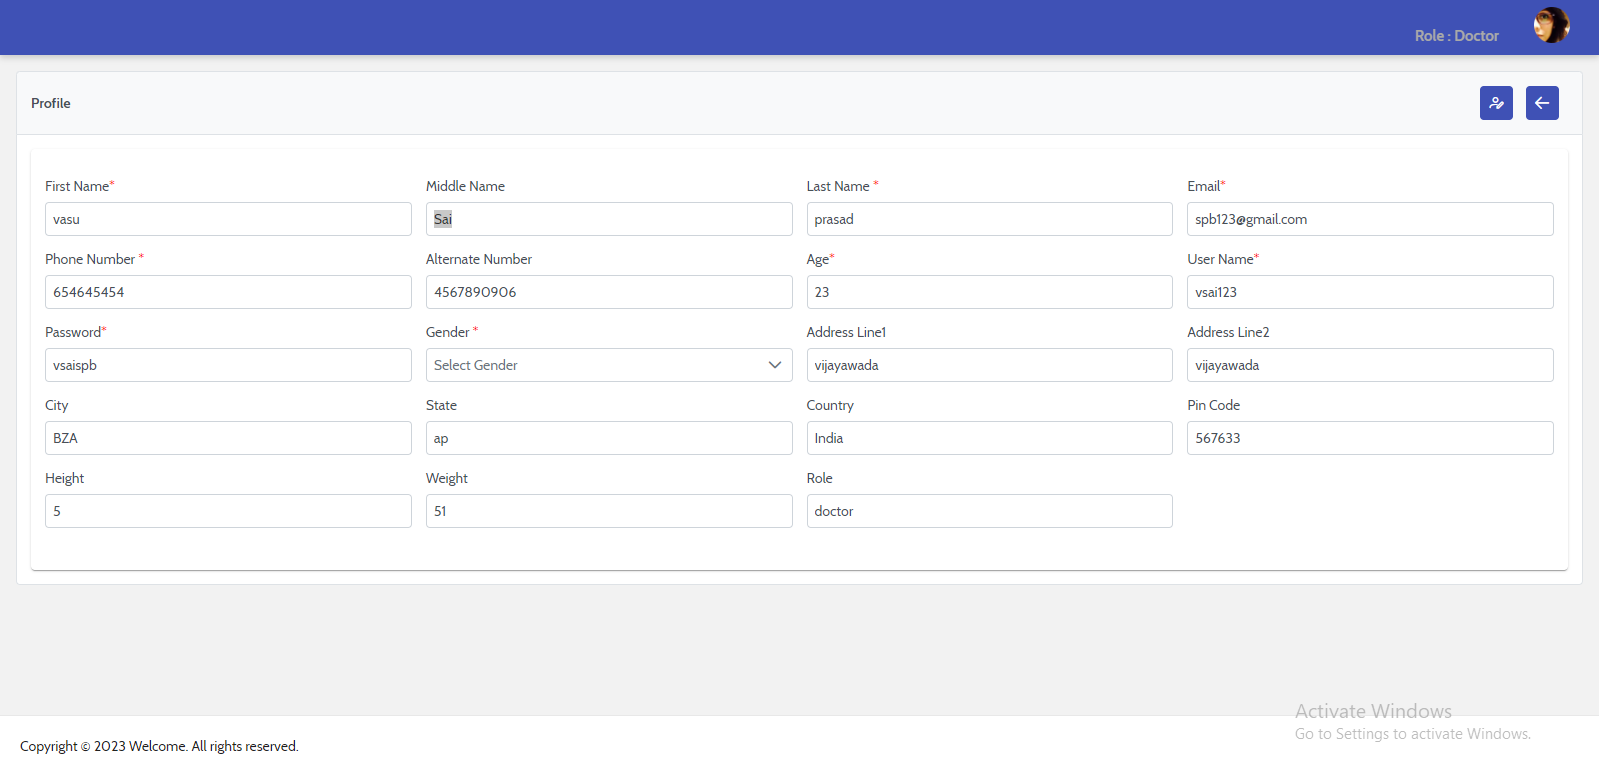 Role : Doctor
Profile
First Name* Middle Name Last Name * Email*
vasu Sai prasad spb123@gmail.com
Phone Number * Alternate Number Age* User Name*
654645454 4567890906 23 vsai123
Password* Gender * Address Line1 Address Line2
vsaispb Select Gender vijayawada vijayawada
City State Country Pin Code
BZA ap India 567633
Height Weight Role
5 51 doctor
Activate Windows
Go to Settings to activate Windows.
Copyright © 2023 Welcome. All rights reserved.